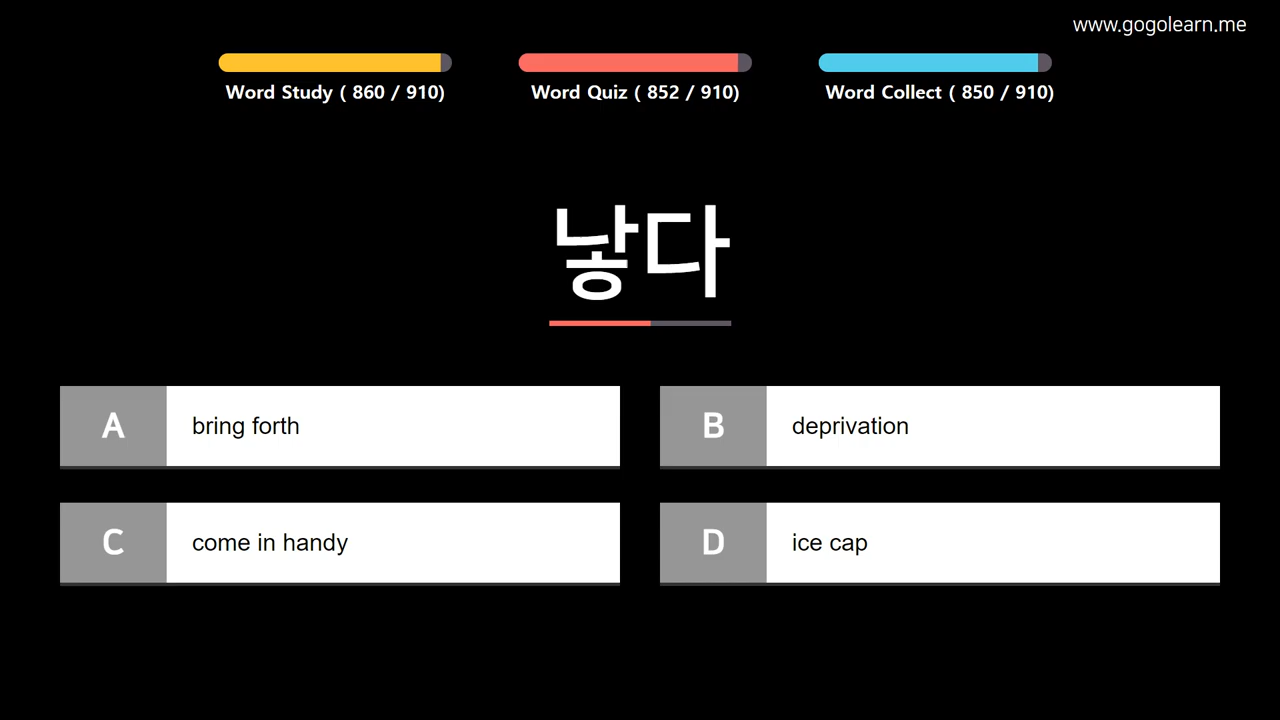 www.gogolearn.me
Word Study ( 860 / 910)
Word Quiz ( 852 / 910)
Word Collect ( 850 / 910)
낳다
A bring forth
B deprivation
C come in handy
D ice cap